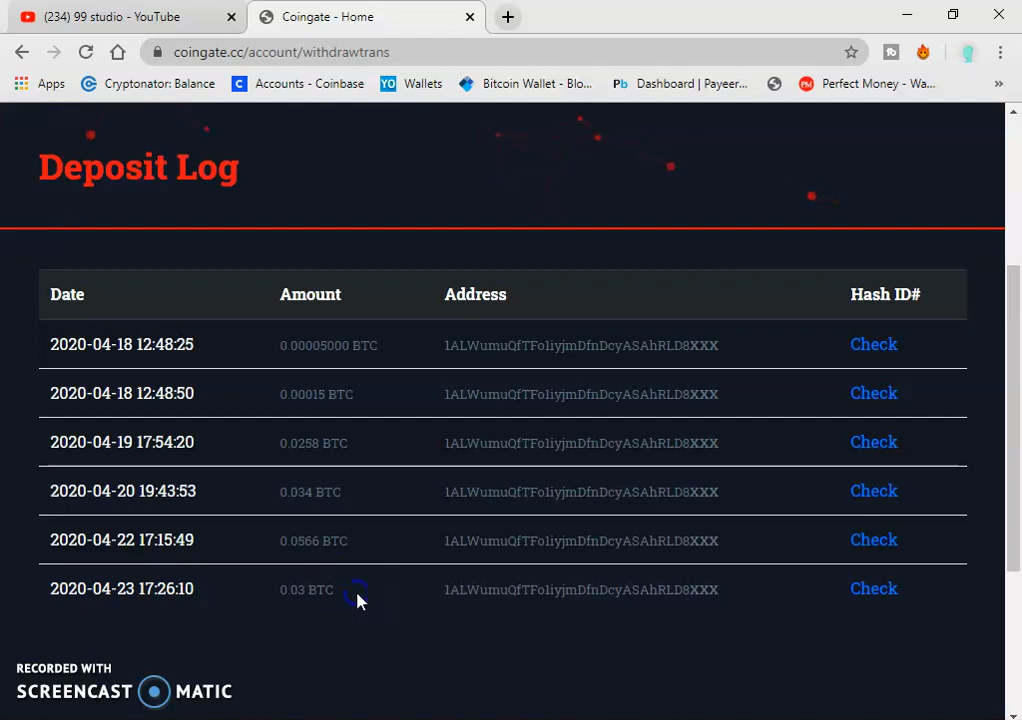 (234) 99 studio - YouTube
Coingate - Home
coingate.cc/account/withdrawtrans
Apps
Cryptonator: Balance
C
Accounts - Coinbase
YO
Wallets
Bitcoin Wallet - Blo...
Pb
Dashboard | Payeer...
PM
Perfect Money - Wa...
»
Deposit Log
Date Amount Address Hash ID#
2020-04-18 12:48:25 0.00005000 BTC 1ALWumuQfTFo1iyjmDfnDcyASAhRLD8XXX Check
2020-04-18 12:48:50 0.00015 BTC 1ALWumuQfTFo1iyjmDfnDcyASAhRLD8XXX Check
2020-04-19 17:54:20 0.0258 BTC 1ALWumuQfTFo1iyjmDfnDcyASAhRLD8XXX Check
2020-04-20 19:43:53 0.034 BTC 1ALWumuQfTFo1iyjmDfnDcyASAhRLD8XXX Check
2020-04-22 17:15:49 0.0566 BTC 1ALWumuQfTFo1iyjmDfnDcyASAhRLD8XXX Check
2020-04-23 17:26:10 0.03 BTC 1ALWumuQfTFo1iyjmDfnDcyASAhRLD8XXX Check
RECORDED WITH
SCREENCAST MATIC